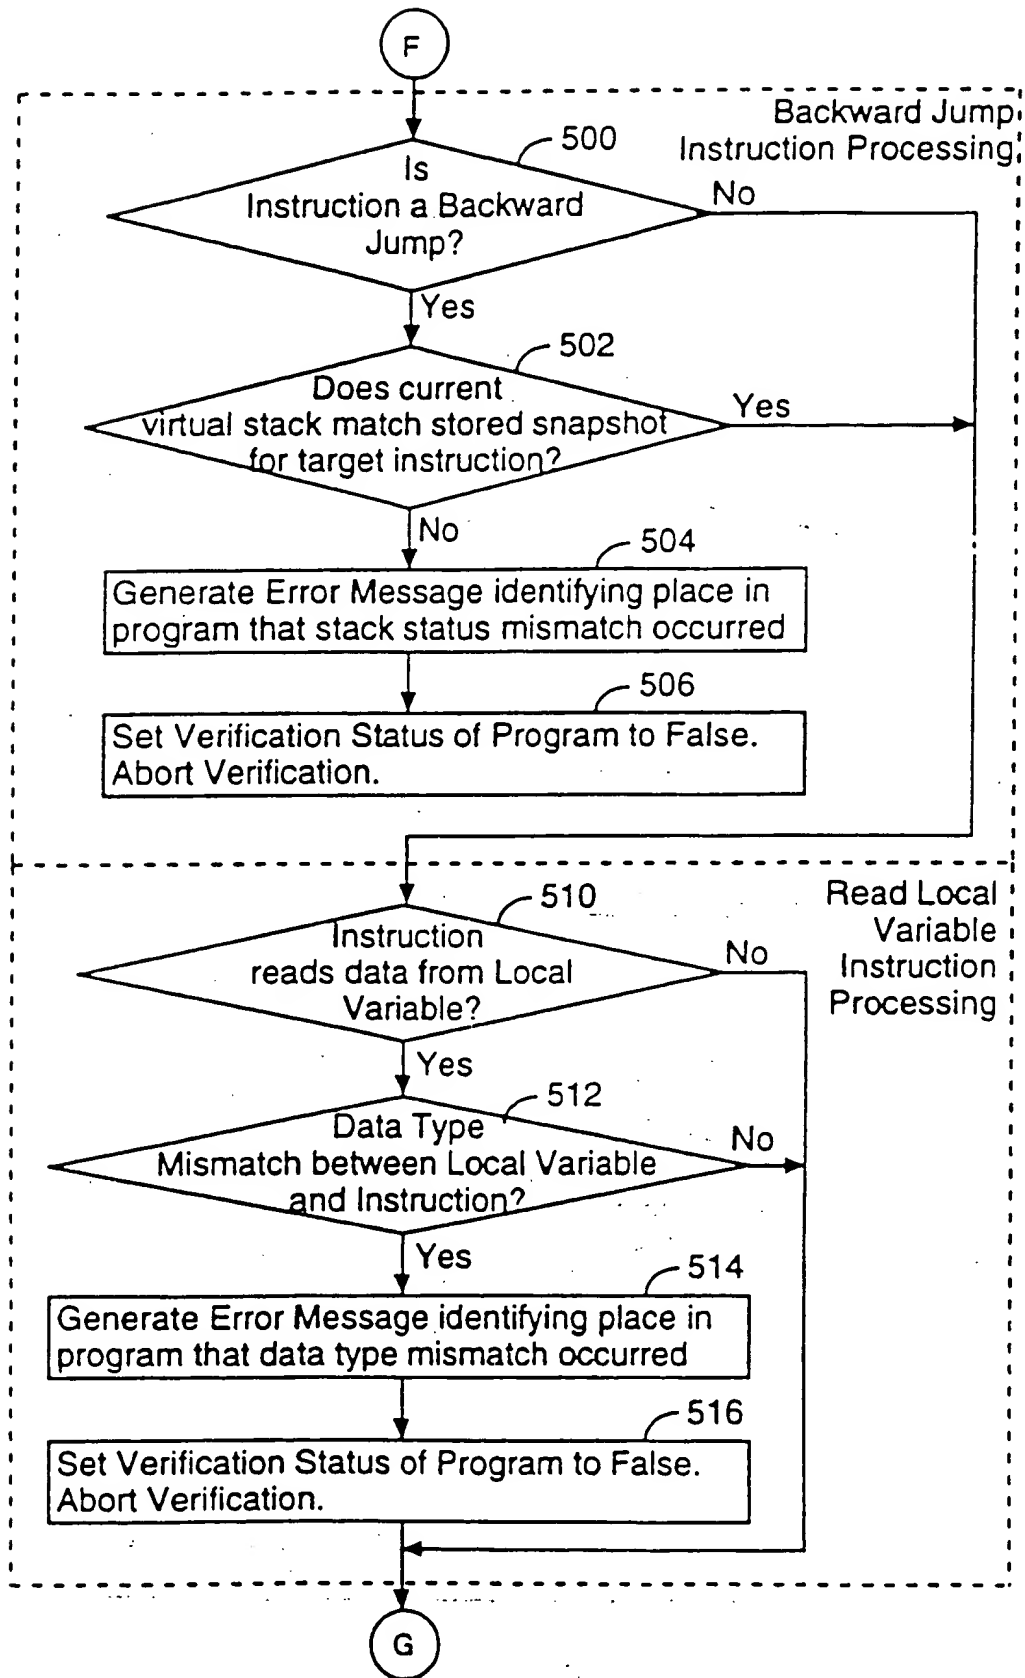 F
Backward Jump
Instruction Processing
500
Is
Instruction a Backward
Jump?
No
Yes
502
Does current
virtual stack match stored snapshot
for target instruction?
Yes
No
504
Generate Error Message identifying place in
program that stack status mismatch occurred
506
Set Verification Status of Program to False.
Abort Verification.
510
Read Local
Variable
Instruction
Processing
Instruction
reads data from Local
Variable?
No
Yes
512
Data Type
Mismatch between Local Variable
and Instruction?
No
Yes
514
Generate Error Message identifying place in
program that data type mismatch occurred
516
Set Verification Status of Program to False.
Abort Verification.
G